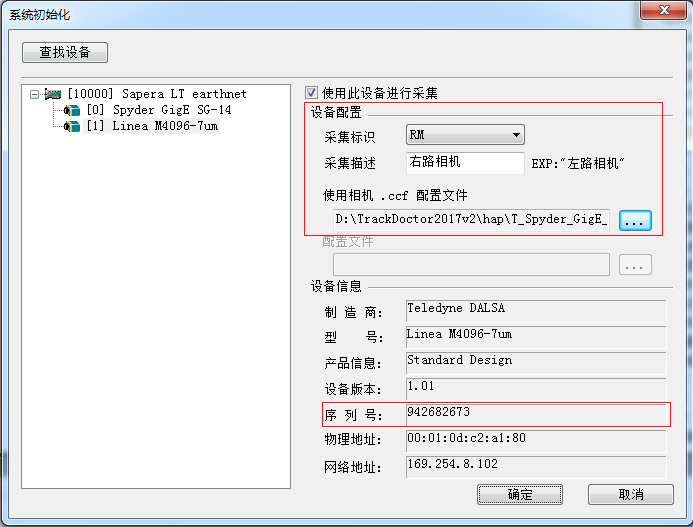 系统初始化
查找设备
[10000] Sapera LT earthnet
[0] Spyder GigE SG-14
[1] Linea M4096-7um
使用此设备进行采集
设备配置
采集标识 RM
采集描述 右路相机 EXP:"左路相机"
使用相机 .ccf 配置文件
D:\TrackDoctor2017v2\hap\T_Spyder_GigE_ ...
配置文件
...
设备信息
制 造 商: Teledyne DALSA
型 号: Linea M4096-7um
产品信息: Standard Design
设备版本: 1.01
序 列 号: 942682673
物理地址: 00:01:0d:c2:a1:80
网络地址: 169.254.8.102
确定 取消